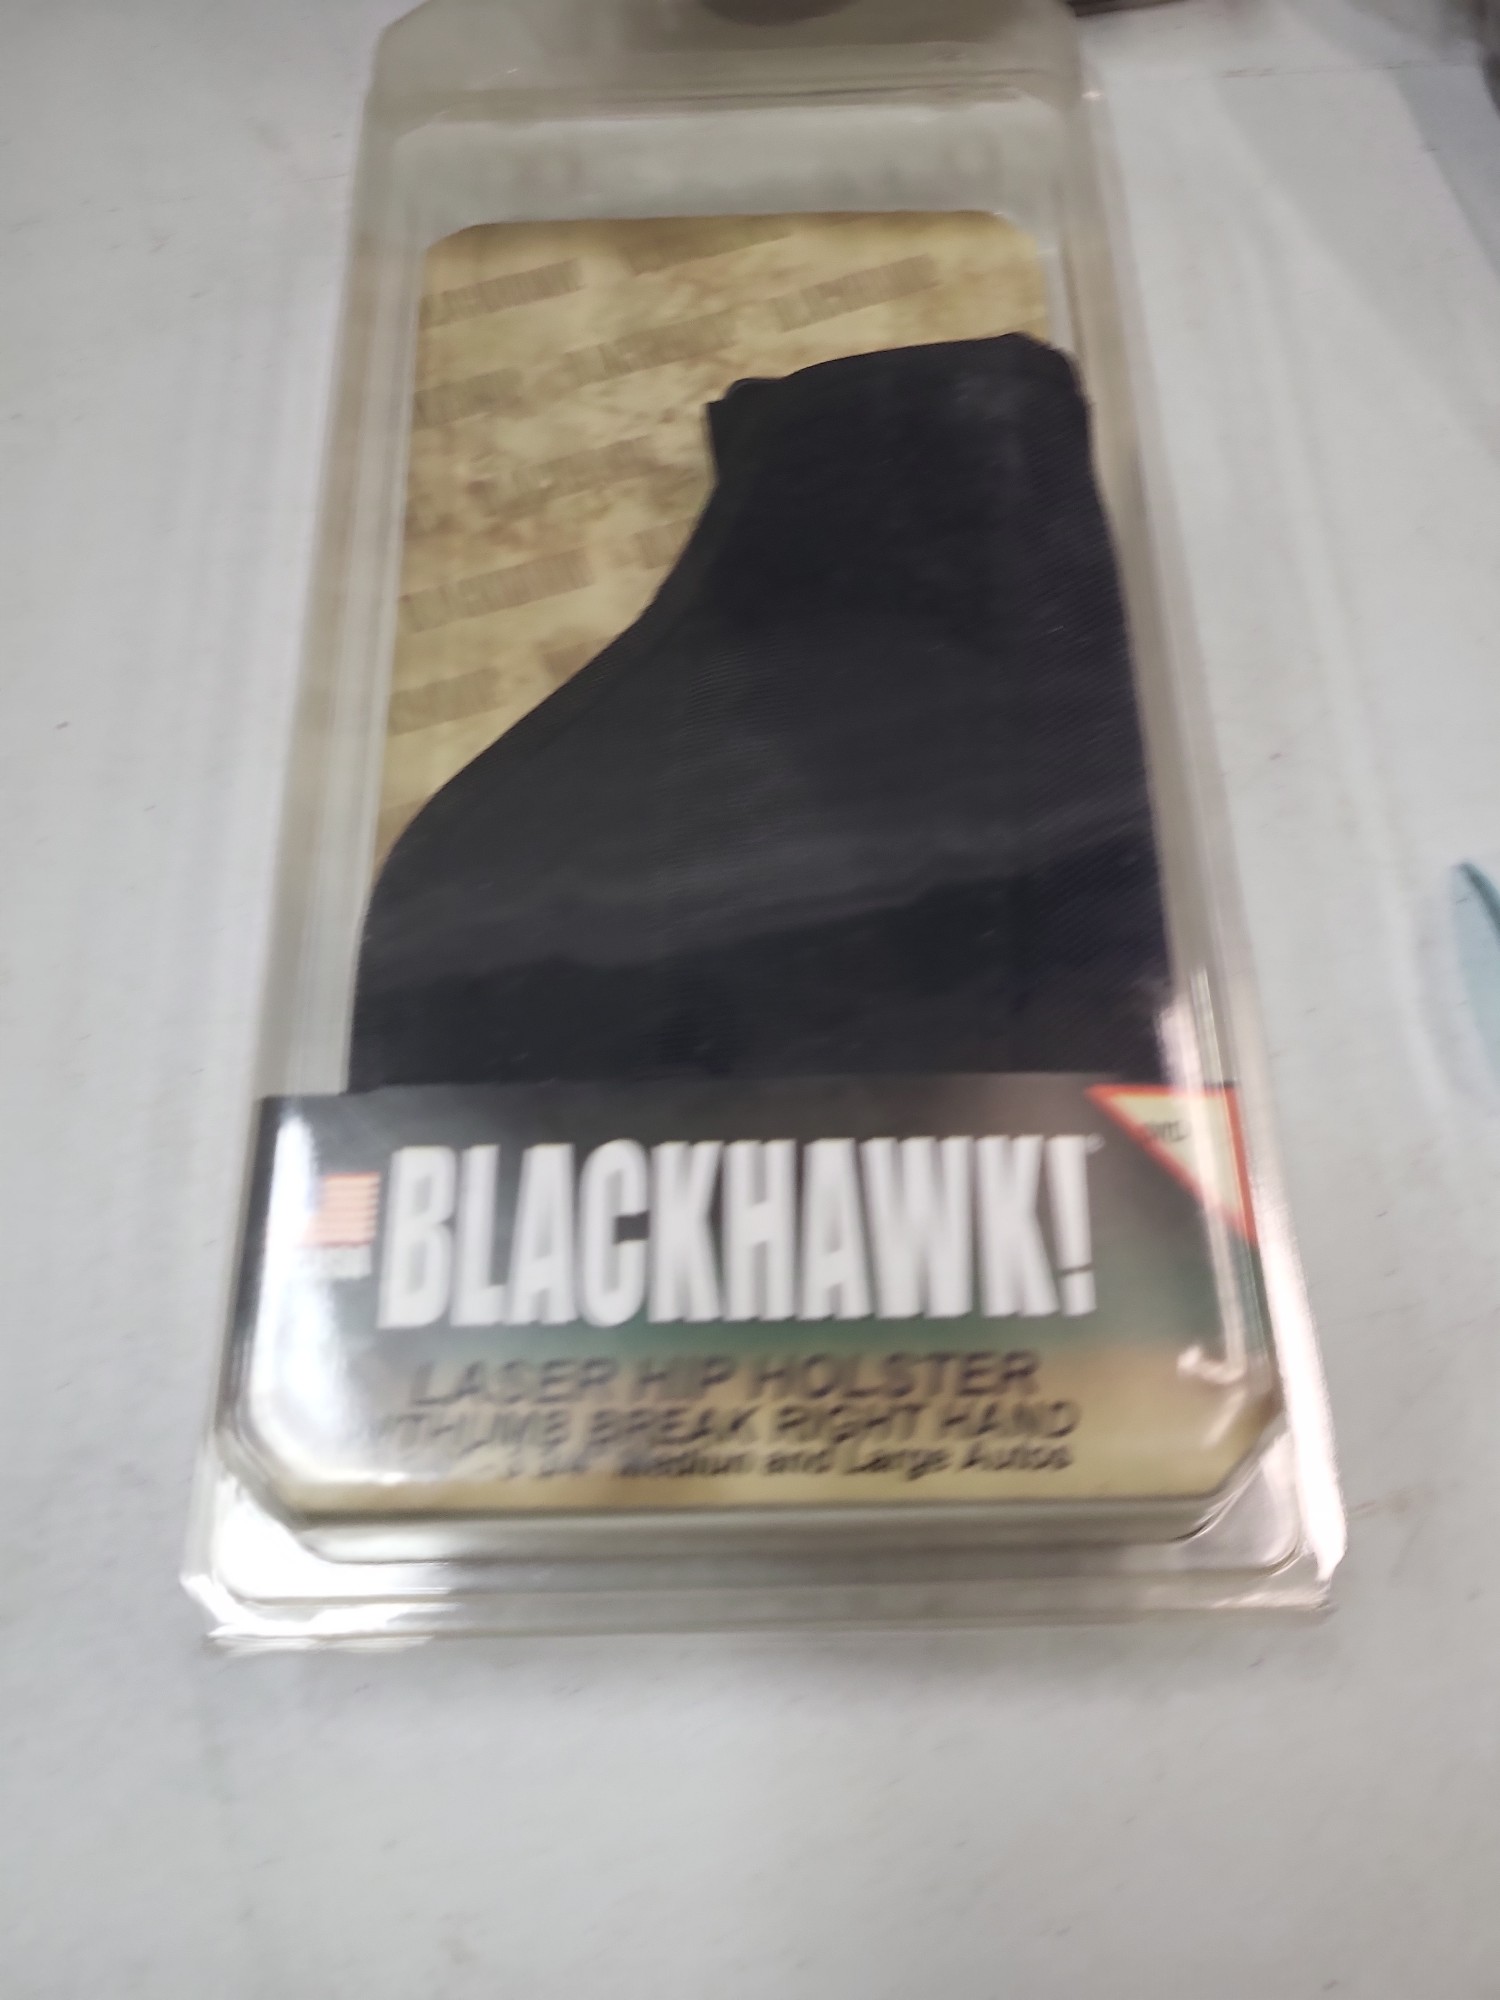 BLACKHAWK!
LASER HIP HOLSTER
W/THUMB BREAK RIGHT HAND
Medium and Large Autos